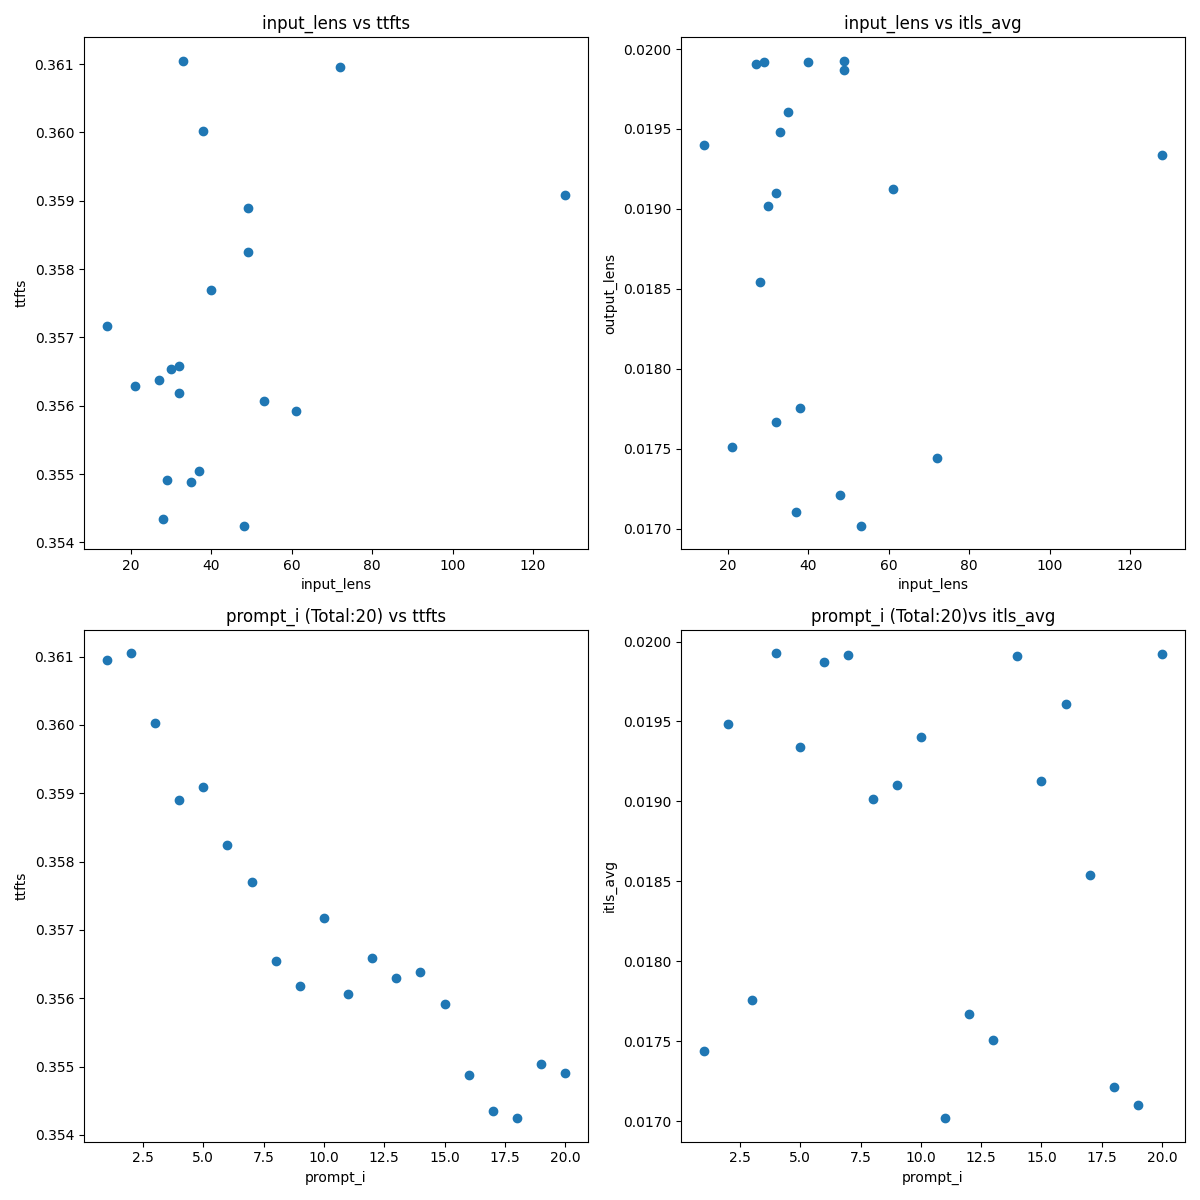 input_lens vs ttfts
0.361
0.360
0.359
0.358
0.357
0.356
0.355
0.354
ttfts
20 40 60 80 100 120
input_lens
input_lens vs itls_avg
0.0200
0.0195
0.0190
0.0185
0.0180
0.0175
0.0170
output_lens
20 40 60 80 100 120
input_lens
prompt_i (Total:20) vs ttfts
0.361
0.360
0.359
0.358
0.357
0.356
0.355
0.354
ttfts
2.5 5.0 7.5 10.0 12.5 15.0 17.5 20.0
prompt_i
prompt_i (Total:20)vs itls_avg
0.0200
0.0195
0.0190
0.0185
0.0180
0.0175
0.0170
itls_avg
2.5 5.0 7.5 10.0 12.5 15.0 17.5 20.0
prompt_i